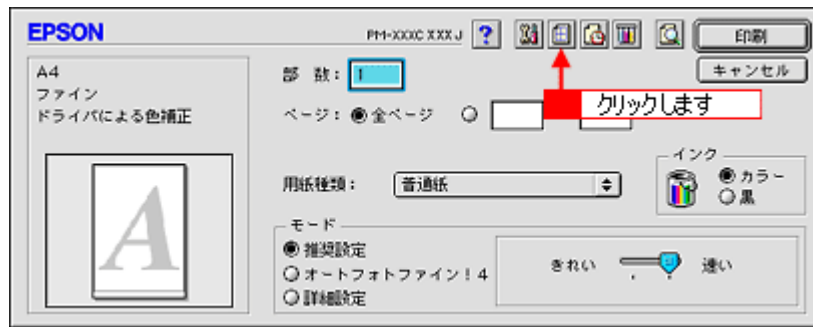 EPSON
PM-XXXC XXX J
?
印刷
キャンセル
A4
ファイン
ドライバによる色補正
部 数: 1
クリックします
ページ: 全ページ
用紙種類: 普通紙
インク
カラー
黒
モード
推奨設定
オートフォトファイン!4
詳細設定
きれい 速い
A